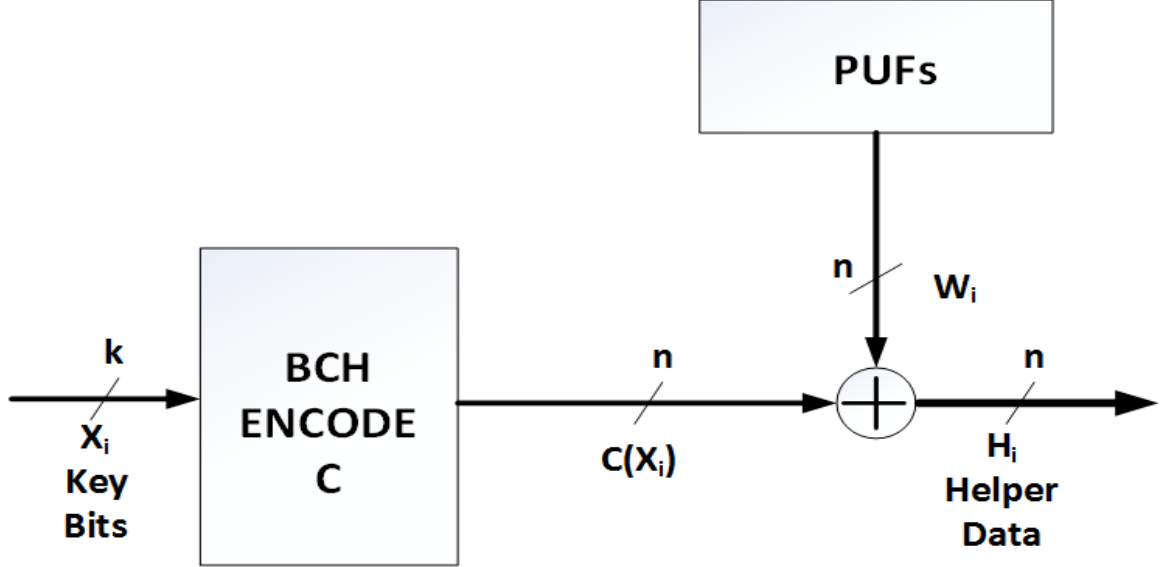 PUFs
n
Wᵢ
k
Xᵢ
Key
Bits
BCH
ENCODE
C
n
C(Xᵢ)
n
Hᵢ
Helper
Data